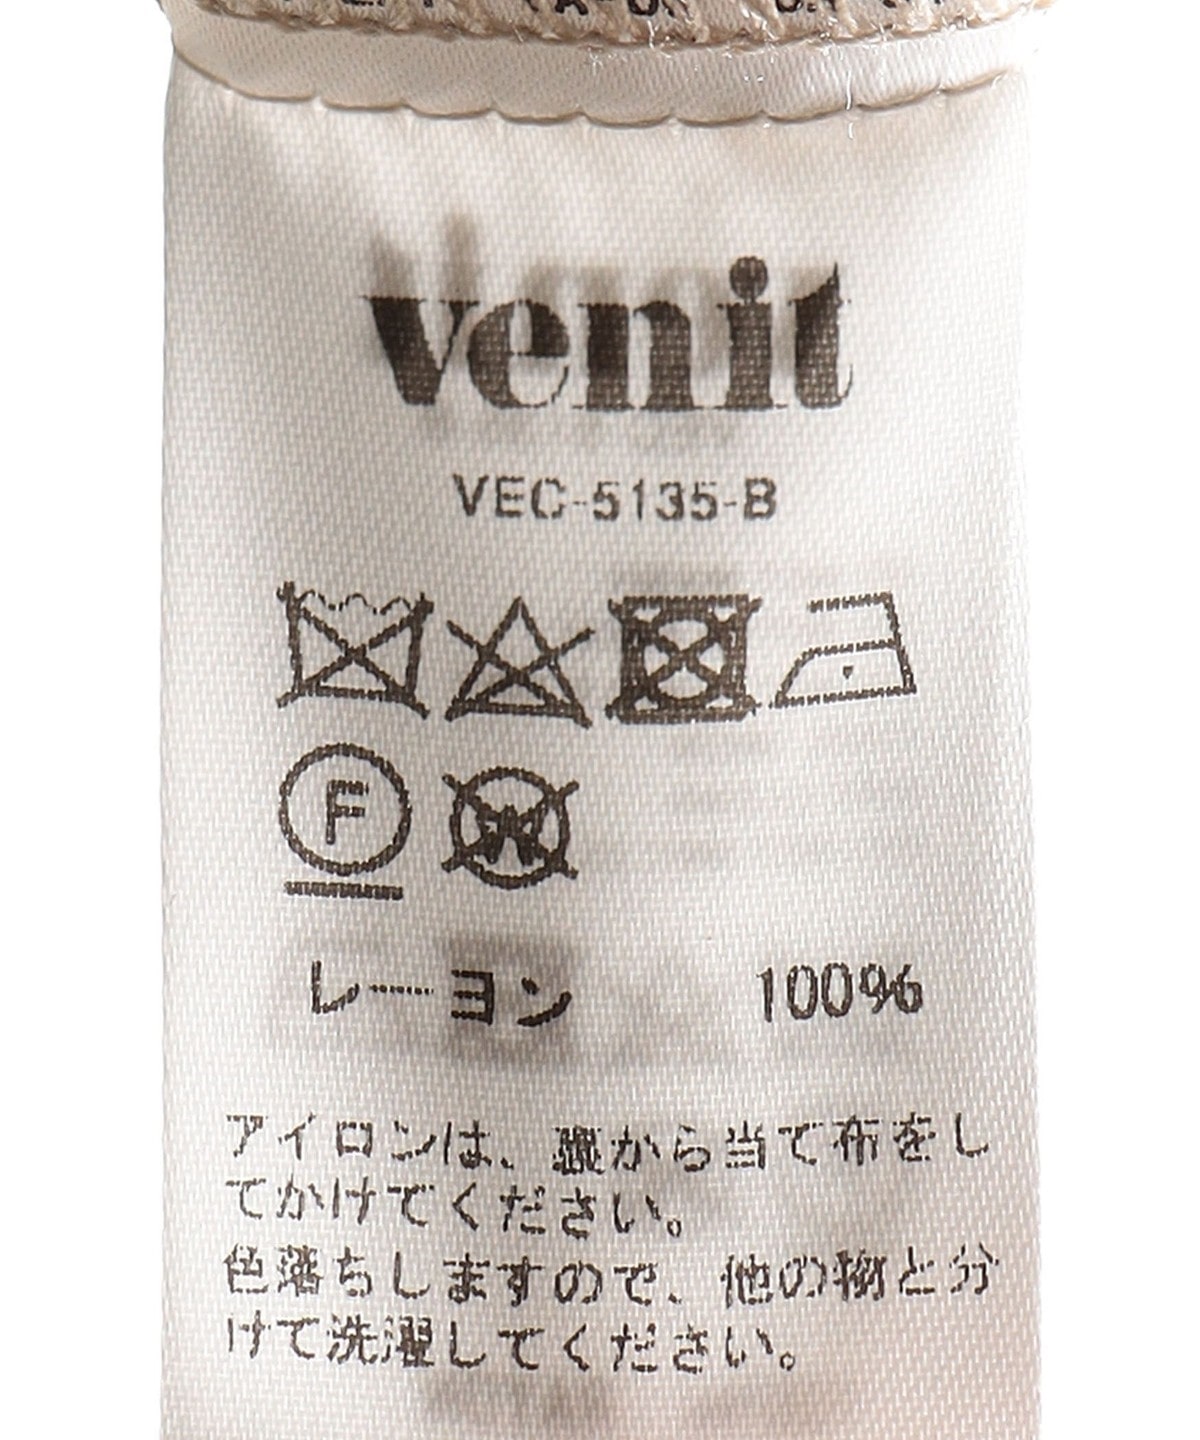 venit
VEC-5135-B
F
W
レーヨン 100%
アイロンは、裏から当て布をし
てかけてください。
色落ちしますので、他の物と分
けて洗濯してください。